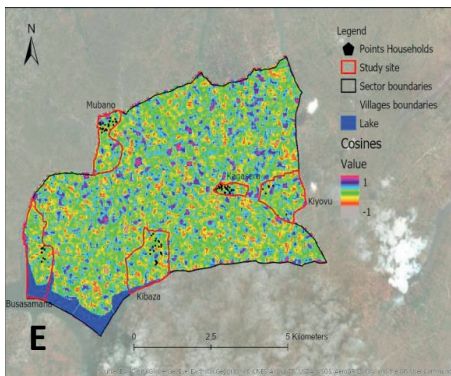 N
Legend
Points Households
Study site
Sector boundaries
Villages boundaries
Lake
Cosines
Value
1
-1
Mubano
Kagasera
Kiyovu
Busasamana
Kibaza
E
0 2,5 5 Kilometers